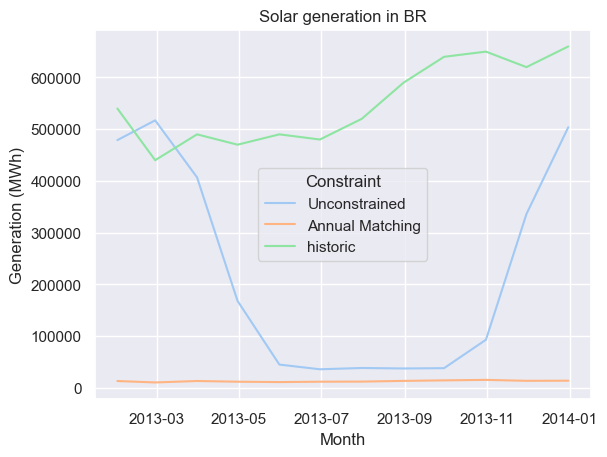 Solar generation in BR
Generation (MWh)
600000
500000
400000
300000
200000
100000
0
Constraint
Unconstrained
Annual Matching
historic
2013-03
2013-05
2013-07
2013-09
2013-11
2014-01
Month